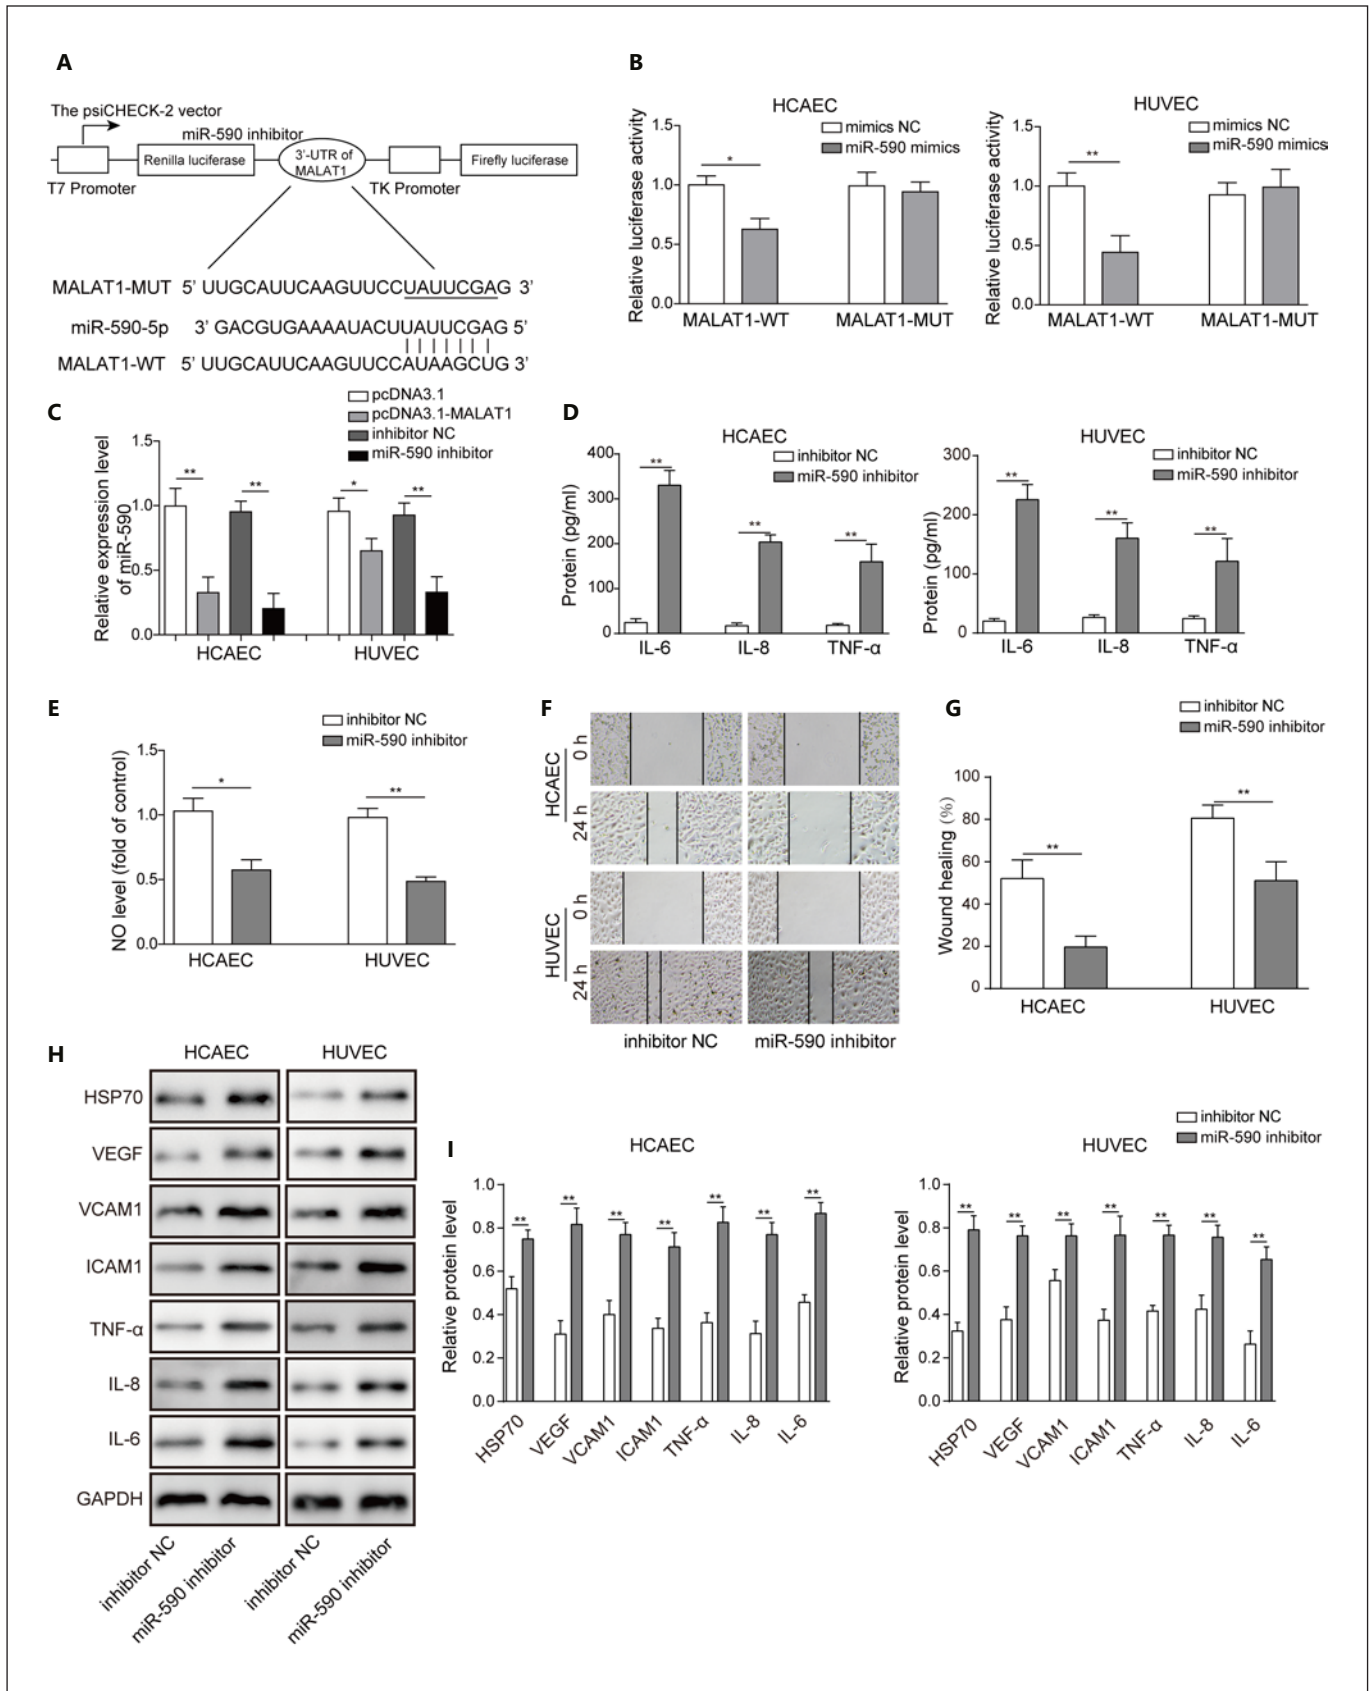 A
The psiCHECK-2 vector
miR-590 inhibitor
Renilla luciferase
3'-UTR of
MALAT1
Firefly luciferase
T7 Promoter
TK Promoter
MALAT1-MUT 5' UUGCAUUCAAGUUCCUAUUCGAG 3'
miR-590-5p 3' GACGUGAAAAUACUUAUUCGAG 5'
MALAT1-WT 5' UUGCAUUCAAGUUCCAUAAGCUG 3'
B
HCAEC
mimics NC
miR-590 mimics
Relative luciferase activity
1.5
1.0
0.5
0.0
*
MALAT1-WT
MALAT1-MUT
HUVEC
mimics NC
miR-590 mimics
Relative luciferase activity
1.5
1.0
0.5
0.0
**
MALAT1-WT
MALAT1-MUT
C
pcDNA3.1
pcDNA3.1-MALAT1
inhibitor NC
miR-590 inhibitor
Relative expression level
of miR-590
1.5
1.0
0.5
0.0
**
**
*
**
HCAEC
HUVEC
D
HCAEC
inhibitor NC
miR-590 inhibitor
Protein (pg/ml)
400
300
200
100
0
**
**
**
IL-6
IL-8
TNF-α
HUVEC
inhibitor NC
miR-590 inhibitor
Protein (pg/ml)
300
200
100
0
**
**
**
IL-6
IL-8
TNF-α
E
inhibitor NC
miR-590 inhibitor
NO level (fold of control)
1.5
1.0
0.5
0.0
*
**
HCAEC
HUVEC
F
HCAEC
0 h
24 h
HUVEC
0 h
24 h
inhibitor NC
miR-590 inhibitor
G
inhibitor NC
miR-590 inhibitor
Wound healing (%)
100
80
60
40
20
0
**
**
HCAEC
HUVEC
H
HCAEC
HUVEC
HSP70
VEGF
VCAM1
ICAM1
TNF-α
IL-8
IL-6
GAPDH
inhibitor NC
miR-590 inhibitor
inhibitor NC
miR-590 inhibitor
I
inhibitor NC
miR-590 inhibitor
HCAEC
Relative protein level
1.0
0.8
0.6
0.4
0.2
0.0
**
**
**
**
**
**
**
HSP70
VEGF
VCAM1
ICAM1
TNF-α
IL-8
IL-6
HUVEC
Relative protein level
1.0
0.8
0.6
0.4
0.2
0.0
**
**
**
**
**
**
**
HSP70
VEGF
VCAM1
ICAM1
TNF-α
IL-8
IL-6